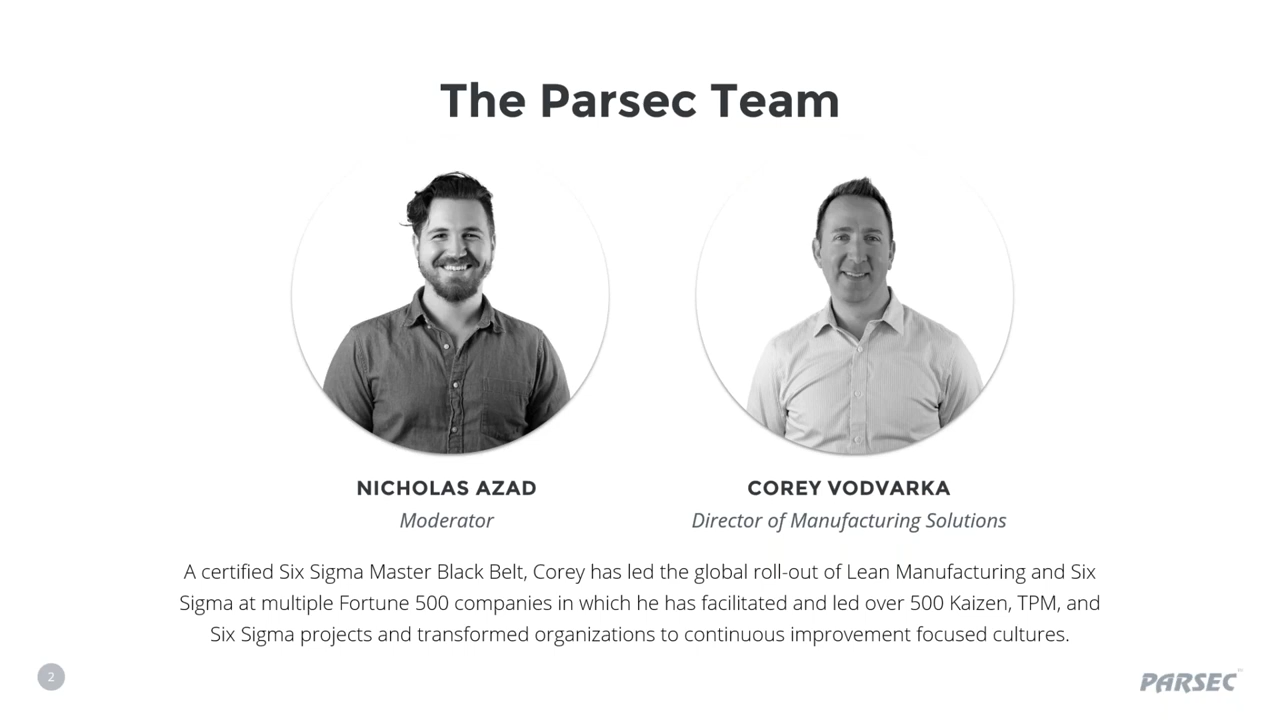 The Parsec Team
NICHOLAS AZAD
Moderator
COREY VODVARKA
Director of Manufacturing Solutions
A certified Six Sigma Master Black Belt, Corey has led the global roll-out of Lean Manufacturing and Six
Sigma at multiple Fortune 500 companies in which he has facilitated and led over 500 Kaizen, TPM, and
Six Sigma projects and transformed organizations to continuous improvement focused cultures.
2
PARSEC